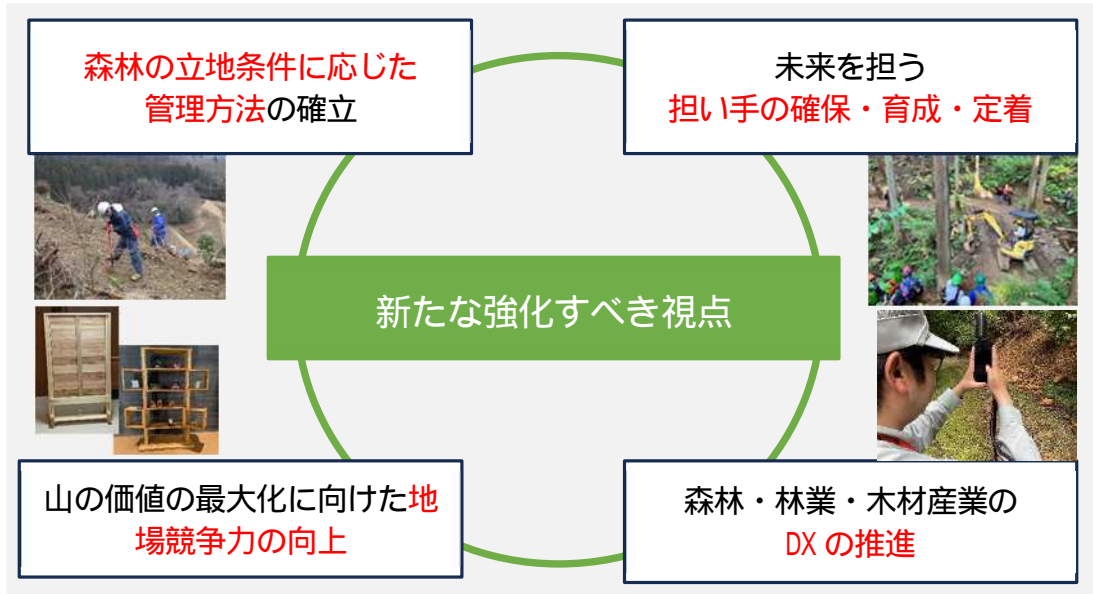 森林の立地条件に応じた
管理方法の確立
未来を担う
担い手の確保・育成・定着
新たな強化すべき視点
山の価値の最大化に向けた地
場競争力の向上
森林・林業・木材産業の
DX の推進